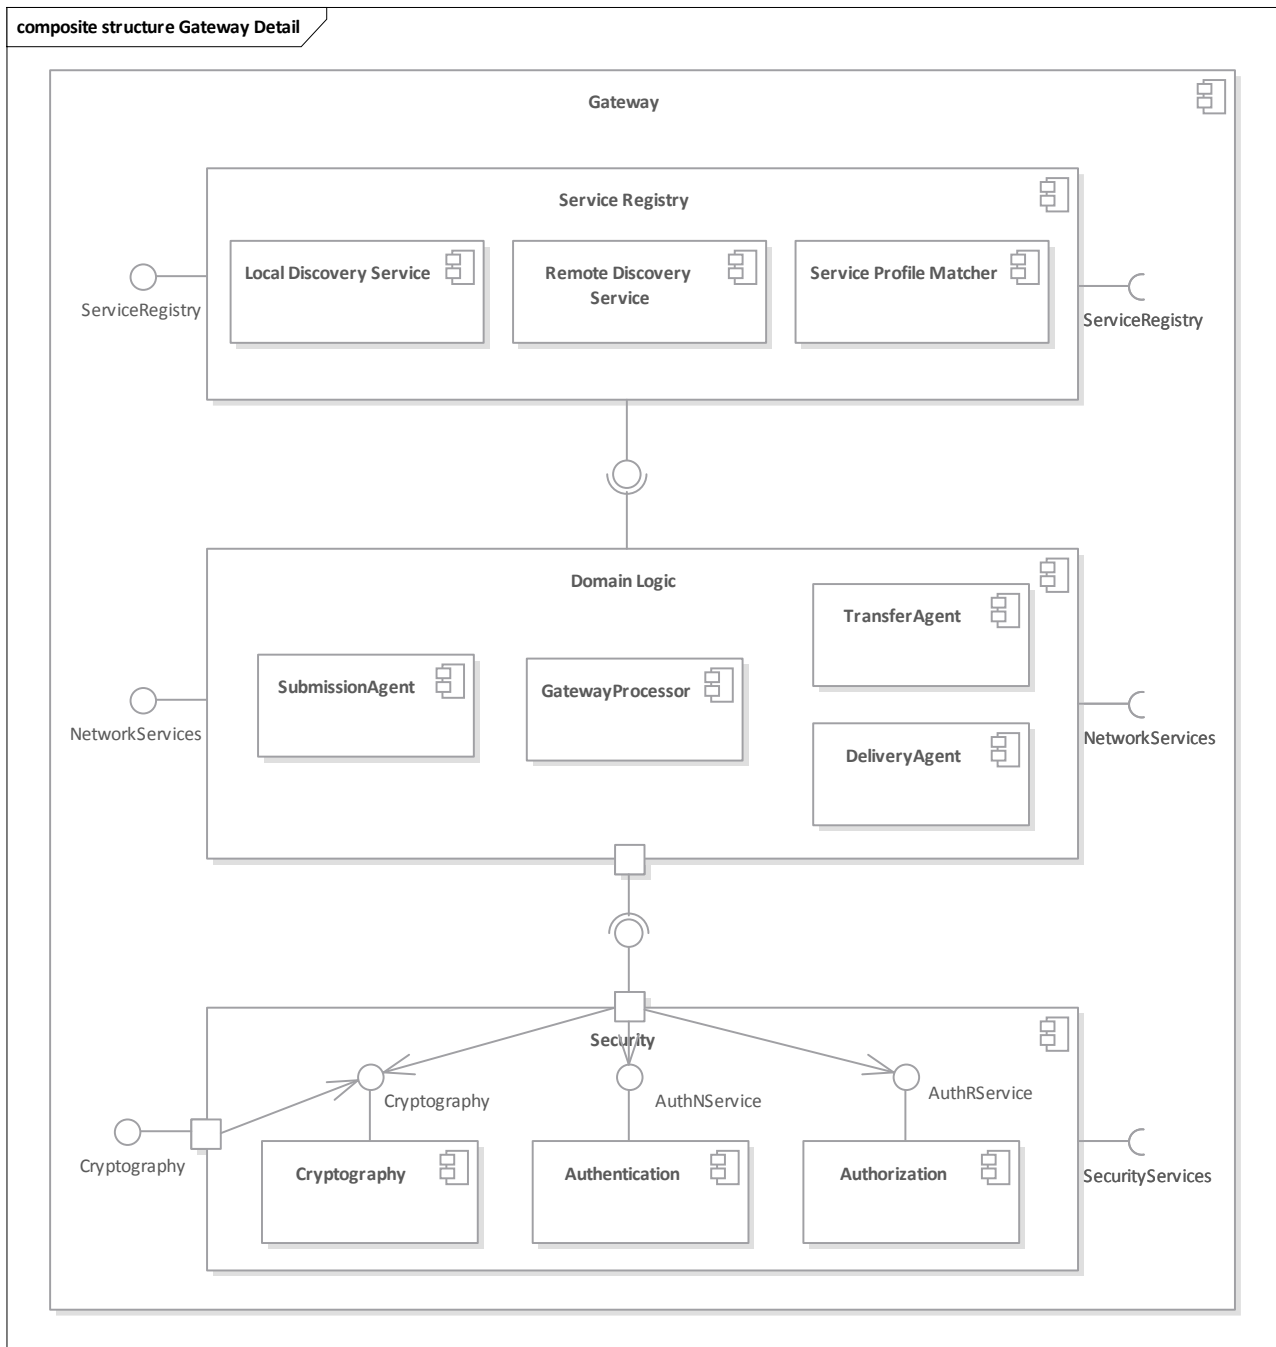 composite structure Gateway Detail
Gateway
Service Registry
Local Discovery Service
Remote Discovery
Service
Service Profile Matcher
ServiceRegistry
ServiceRegistry
Domain Logic
TransferAgent
SubmissionAgent
GatewayProcessor
NetworkServices
NetworkServices
DeliveryAgent
Security
Cryptography
AuthNService
AuthRService
Cryptography
Cryptography
Authentication
Authorization
SecurityServices